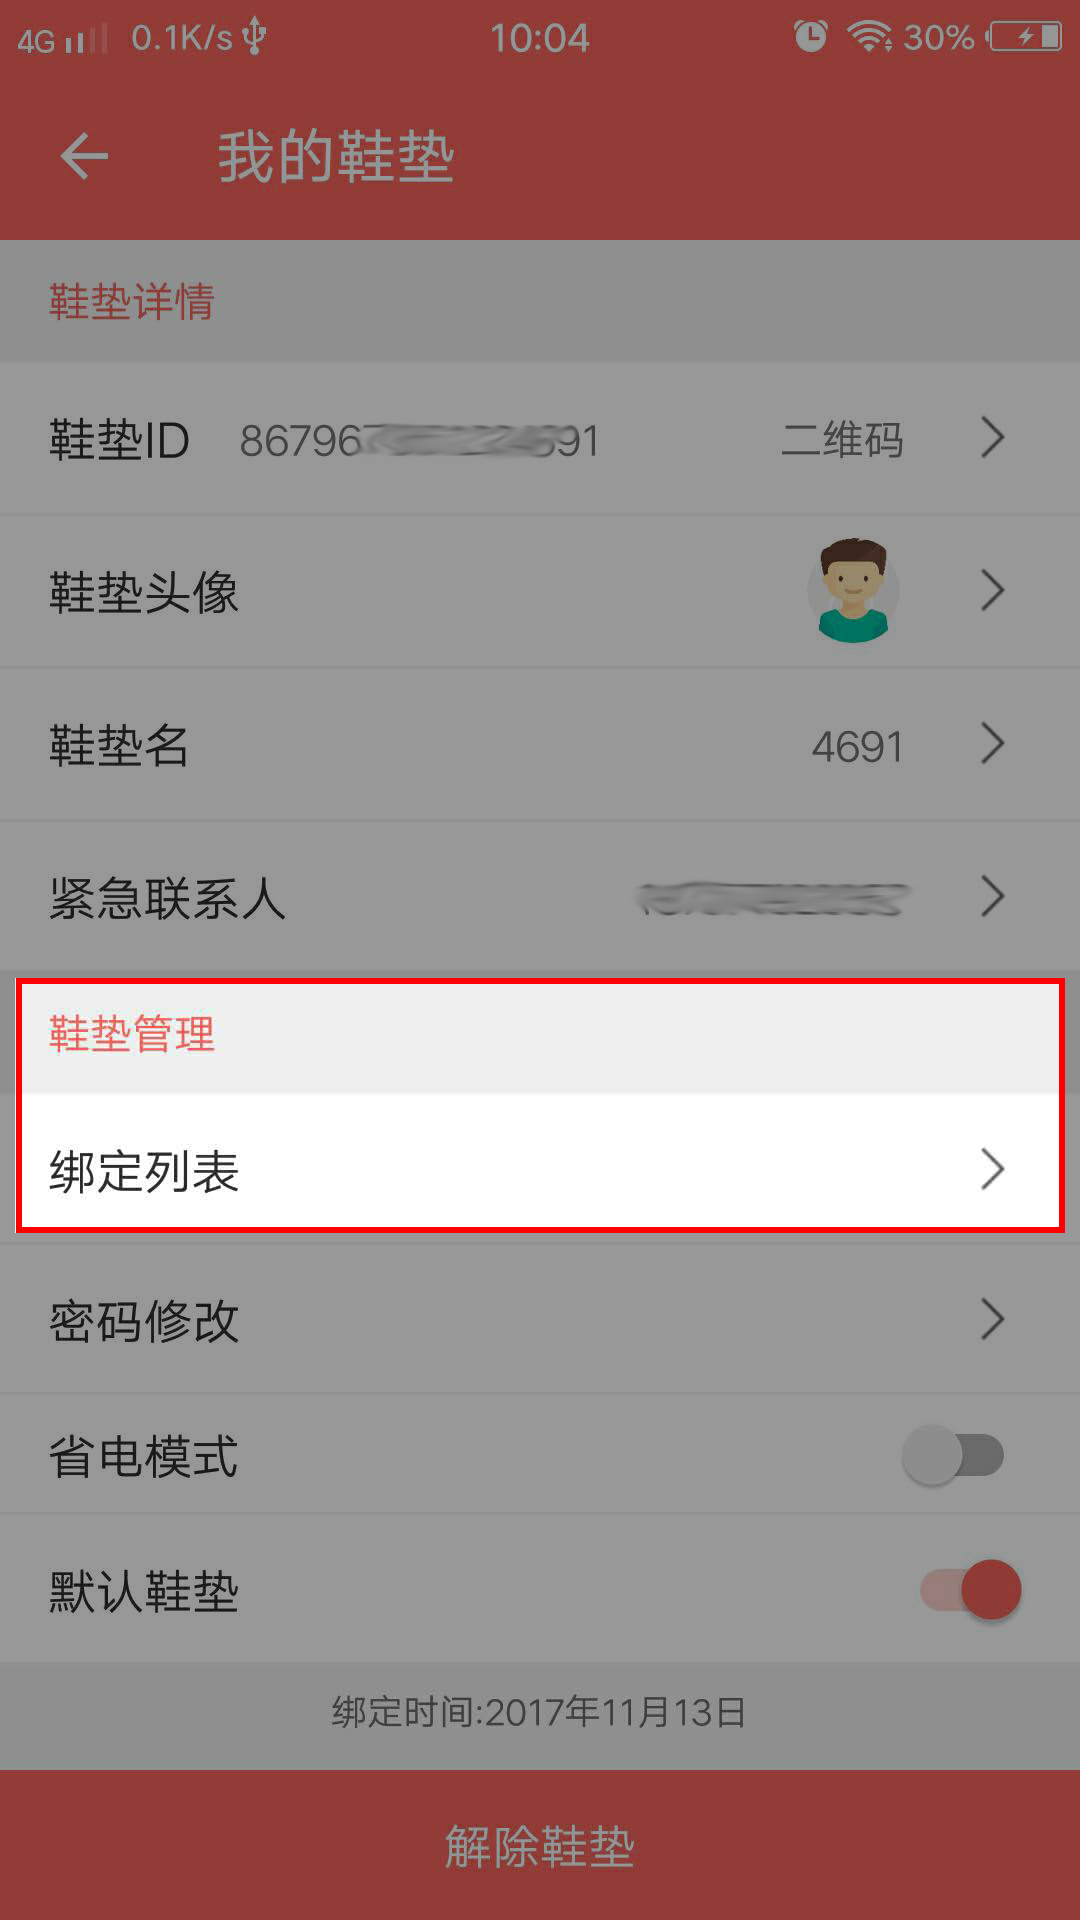 4G 0.1K/s 10:04 30%
我的鞋垫
鞋垫详情
鞋垫ID 86796 91 二维码
鞋垫头像
鞋垫名 4691
紧急联系人
鞋垫管理
绑定列表
密码修改
省电模式
默认鞋垫
绑定时间:2017年11月13日
解除鞋垫